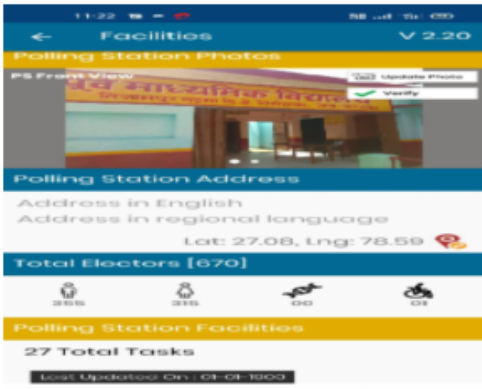 11:22
← Facilities V 2.20
Polling Station Photos
PS Front View
Update Photo
Verify
पूर्व माध्यमिक विद्यालय
Polling Station Address
Address in English
Address in regional language
Lat: 27.08, Lng: 78.59
Total Electors [670]
355 315 00 01
Polling Station Facilities
27 Total Tasks
Last Updated On : 01-01-1900